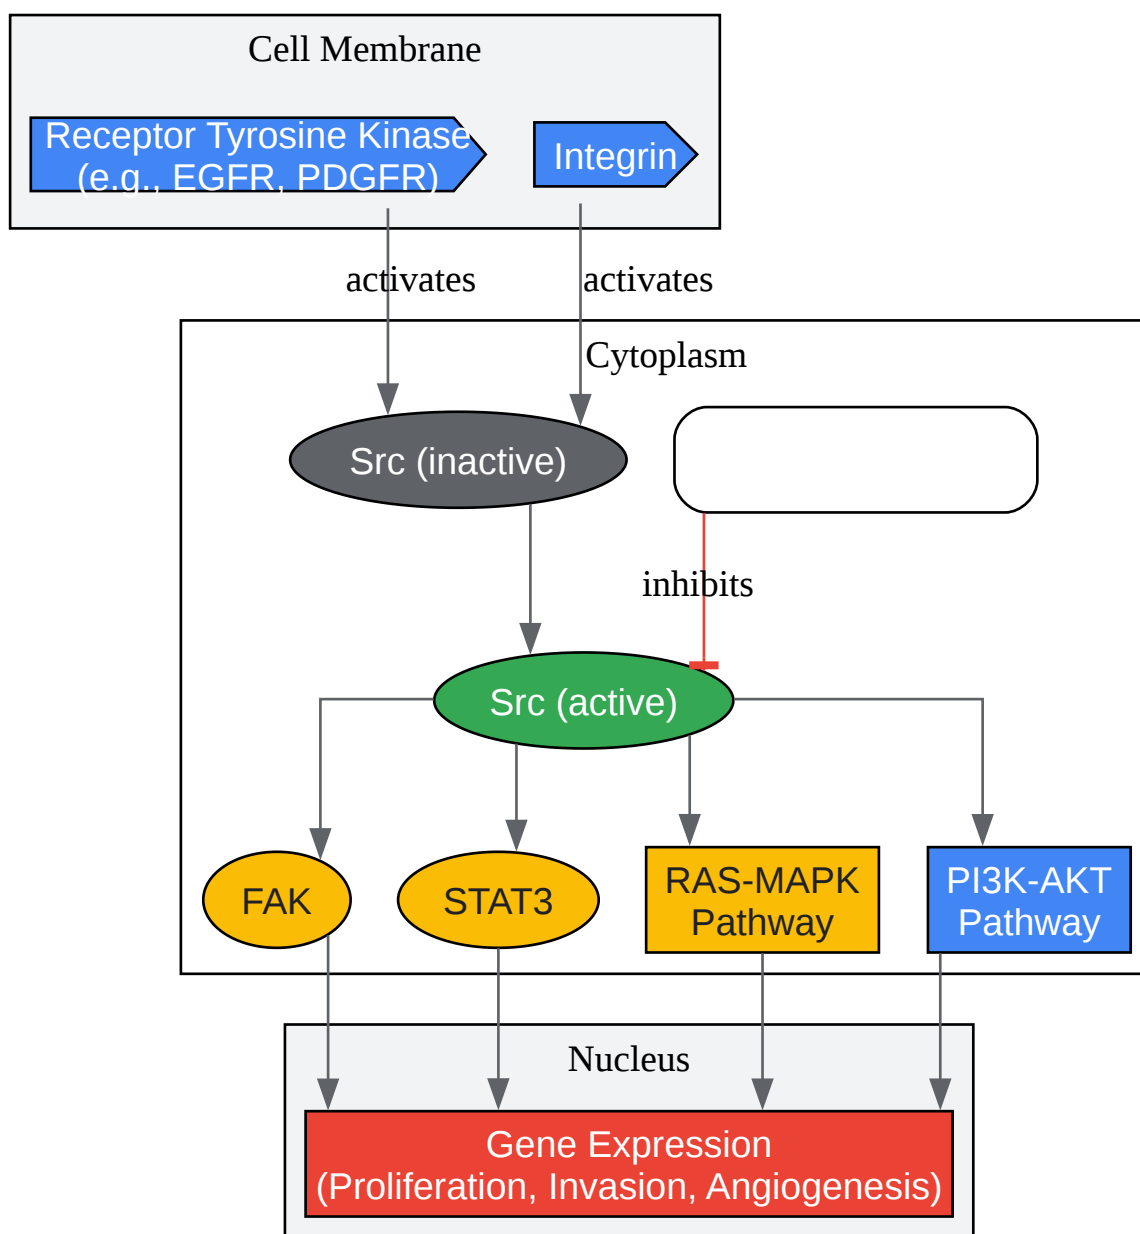 Cell Membrane
Receptor Tyrosine Kinase
(e.g., EGFR, PDGFR)
Integrin
activates
activates
Cytoplasm
Src (inactive)
inhibits
Src (active)
FAK
STAT3
RAS-MAPK
Pathway
PI3K-AKT
Pathway
Nucleus
Gene Expression
(Proliferation, Invasion, Angiogenesis)